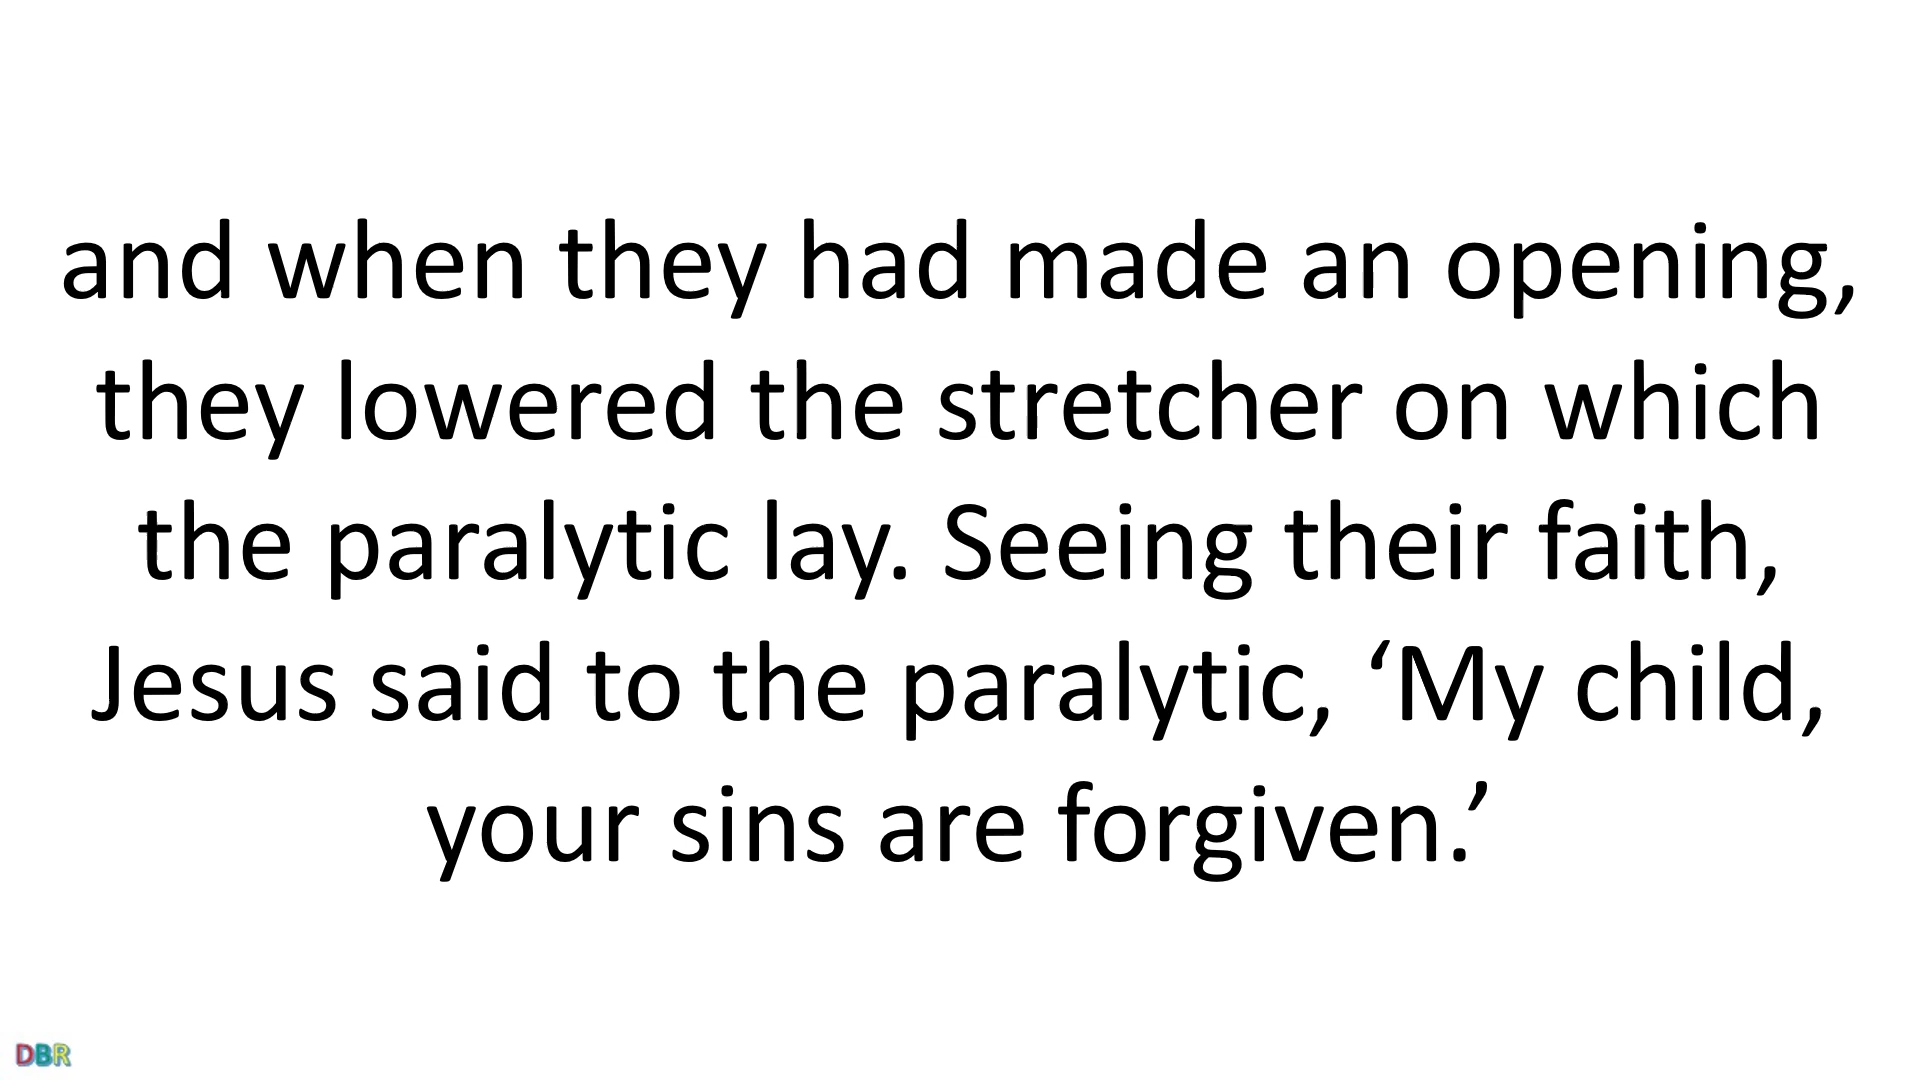 and when they had made an opening,
they lowered the stretcher on which
the paralytic lay. Seeing their faith,
Jesus said to the paralytic, ‘My child,
your sins are forgiven.’
DBR